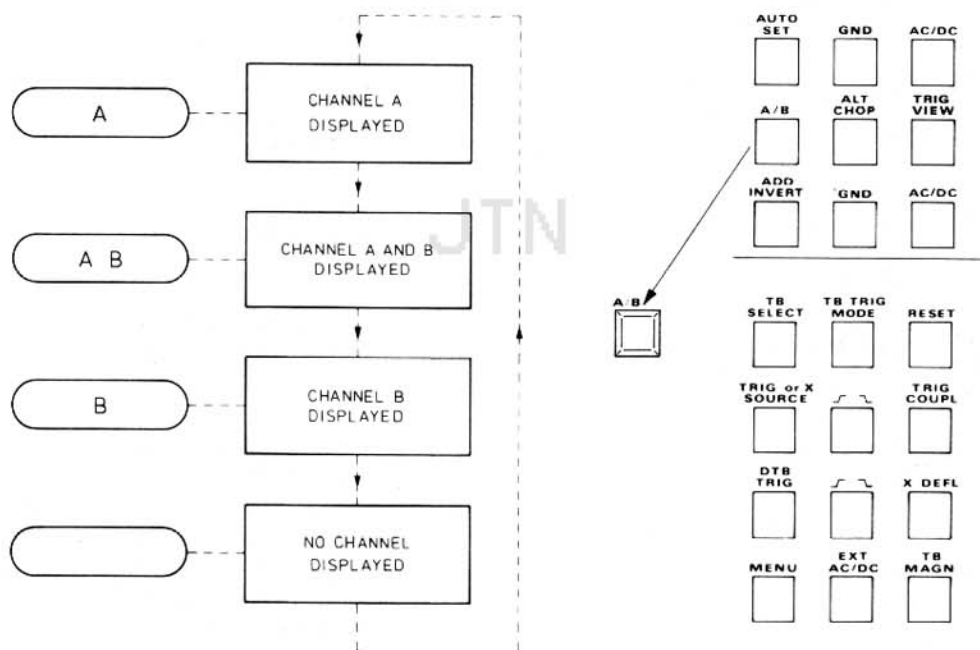 A
CHANNEL A
DISPLAYED
A B
CHANNEL A AND B
DISPLAYED
B
CHANNEL B
DISPLAYED
NO CHANNEL
DISPLAYED
JTN
A/B
AUTO
SET
GND
AC/DC
A/B
ALT
CHOP
TRIG
VIEW
ADD
INVERT
GND
AC/DC
TB
SELECT
TB TRIG
MODE
RESET
TRIG or X
SOURCE
TRIG
COUPL
DTB
TRIG
X DEFL
MENU
EXT
AC/DC
TB
MAGN